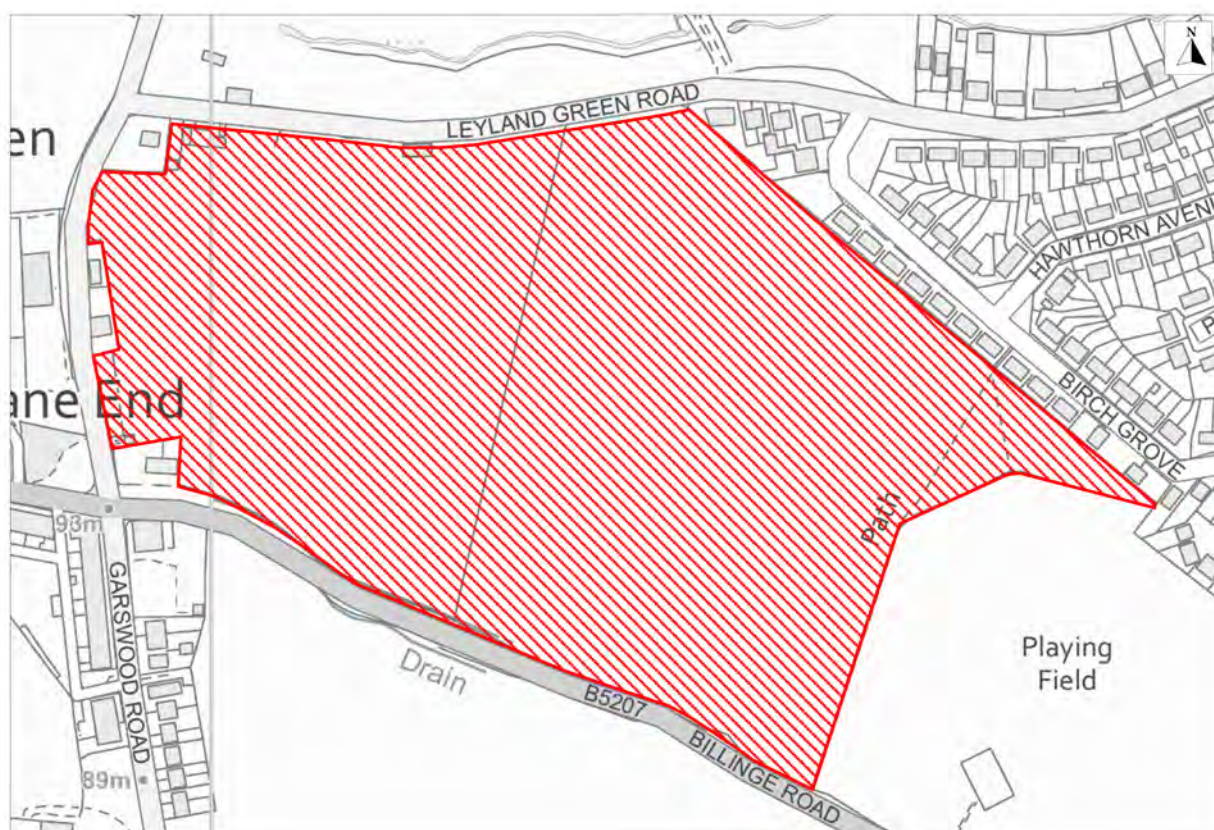 N
LEYLAND GREEN ROAD
en
HAWTHORN AVENU
P
ane End
BIRCH GROVE
Path
93m
GARSWOOD ROAD
Drain
Playing
Field
B5207
BILLINGE ROAD
89m